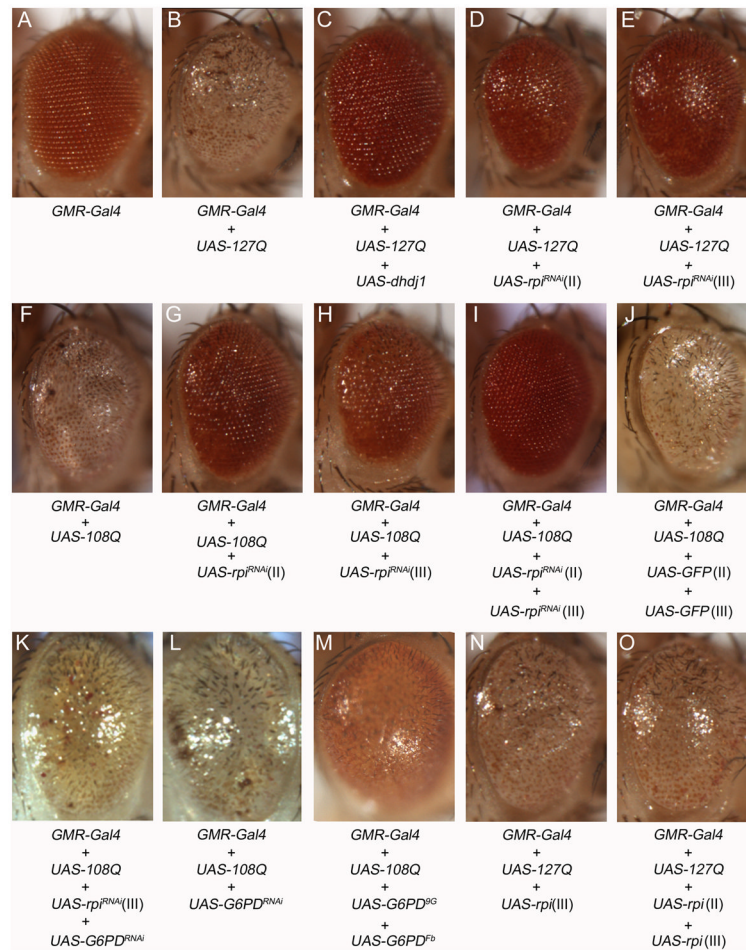 A
B
C
D
E
GMR-Gal4
GMR-Gal4
+
UAS-127Q
GMR-Gal4
+
UAS-127Q
+
UAS-dhdj1
GMR-Gal4
+
UAS-127Q
+
UAS-rpiRNAi(II)
GMR-Gal4
+
UAS-127Q
+
UAS-rpiRNAi(III)
F
G
H
I
J
GMR-Gal4
+
UAS-108Q
GMR-Gal4
+
UAS-108Q
+
UAS-rpiRNAi(II)
GMR-Gal4
+
UAS-108Q
+
UAS-rpiRNAi(III)
GMR-Gal4
+
UAS-108Q
+
UAS-rpiRNAi(II)
+
UAS-rpiRNAi(III)
GMR-Gal4
+
UAS-108Q
+
UAS-GFP(II)
+
UAS-GFP(III)
K
L
M
N
O
GMR-Gal4
+
UAS-108Q
+
UAS-rpiRNAi(III)
+
UAS-G6PDRNAi
GMR-Gal4
+
UAS-108Q
+
UAS-G6PDRNAi
GMR-Gal4
+
UAS-108Q
+
UAS-G6PD9G
+
UAS-G6PDFb
GMR-Gal4
+
UAS-127Q
+
UAS-rpi(III)
GMR-Gal4
+
UAS-127Q
+
UAS-rpi(II)
+
UAS-rpi(III)